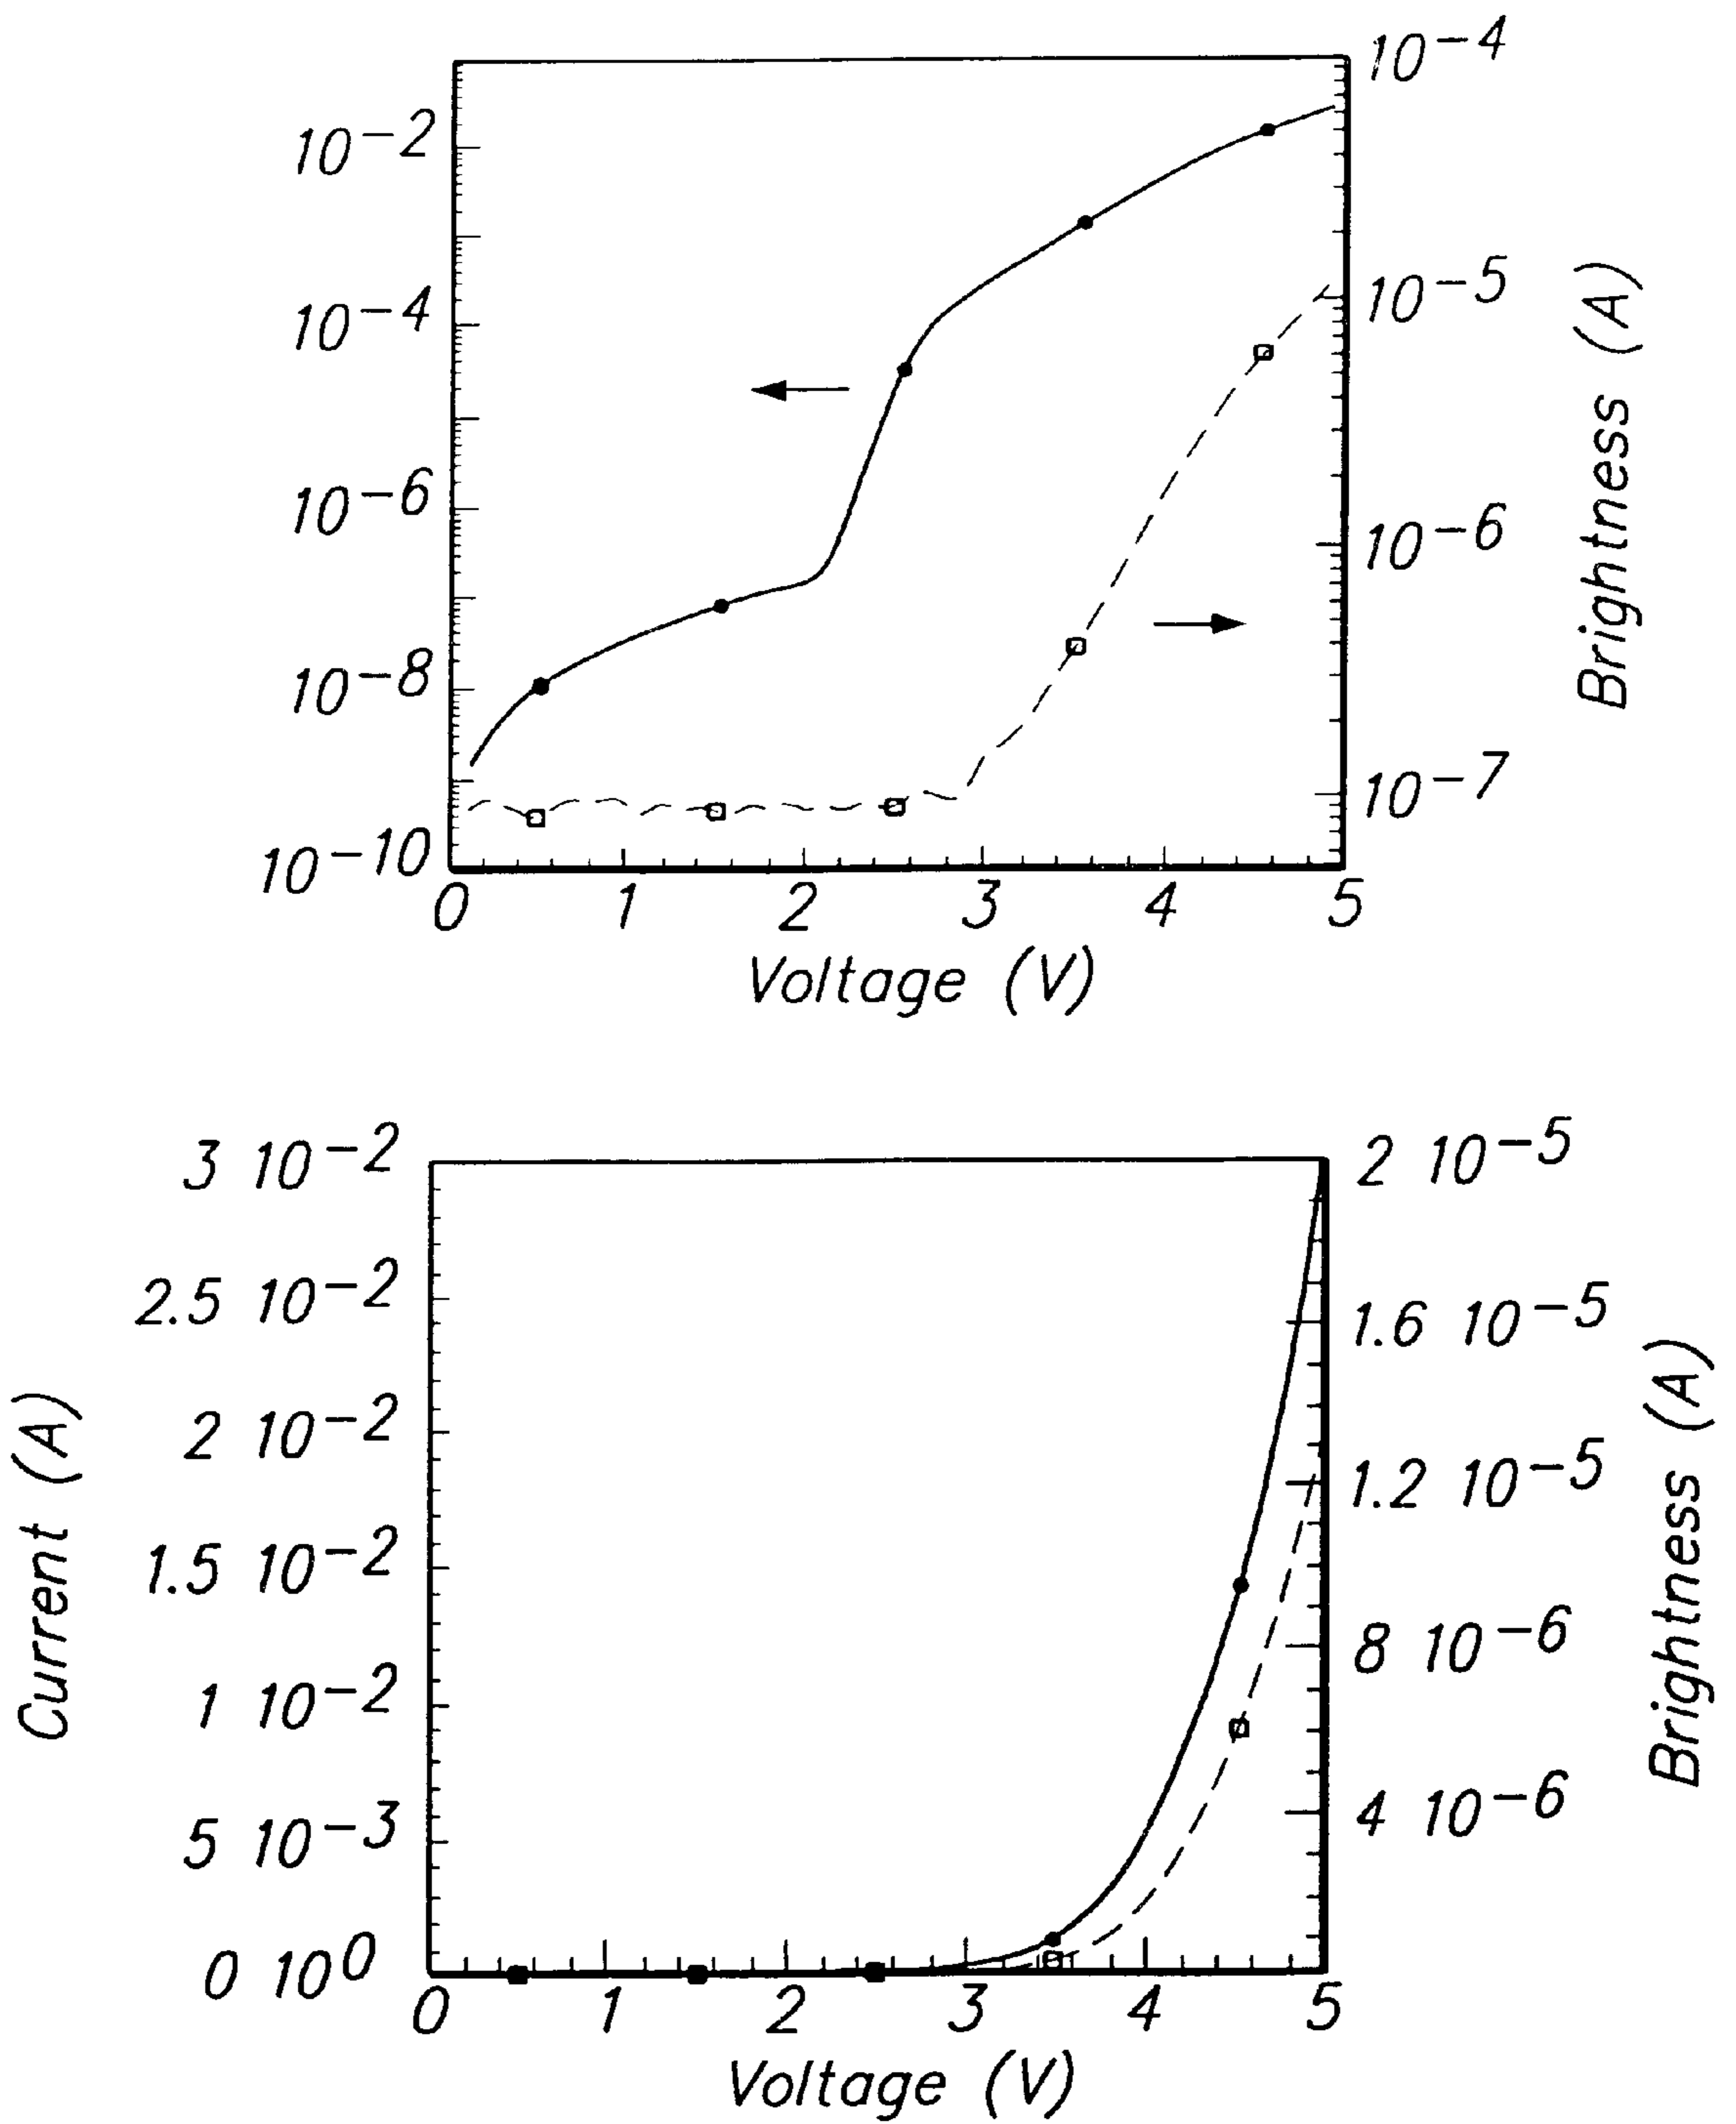 10⁻⁴
10⁻²
10⁻⁵
10⁻⁴
Brightness (A)
10⁻⁶
10⁻⁶
10⁻⁸
10⁻⁷
10⁻¹⁰
0 1 2 3 4 5
Voltage (V)
3 10⁻² 2 10⁻⁵
2.5 10⁻² 1.6 10⁻⁵
2 10⁻² 1.2 10⁻⁵
Current (A)
Brightness (A)
1.5 10⁻² 8 10⁻⁶
1 10⁻² 4 10⁻⁶
5 10⁻³
0 10⁰
0 1 2 3 4 5
Voltage (V)